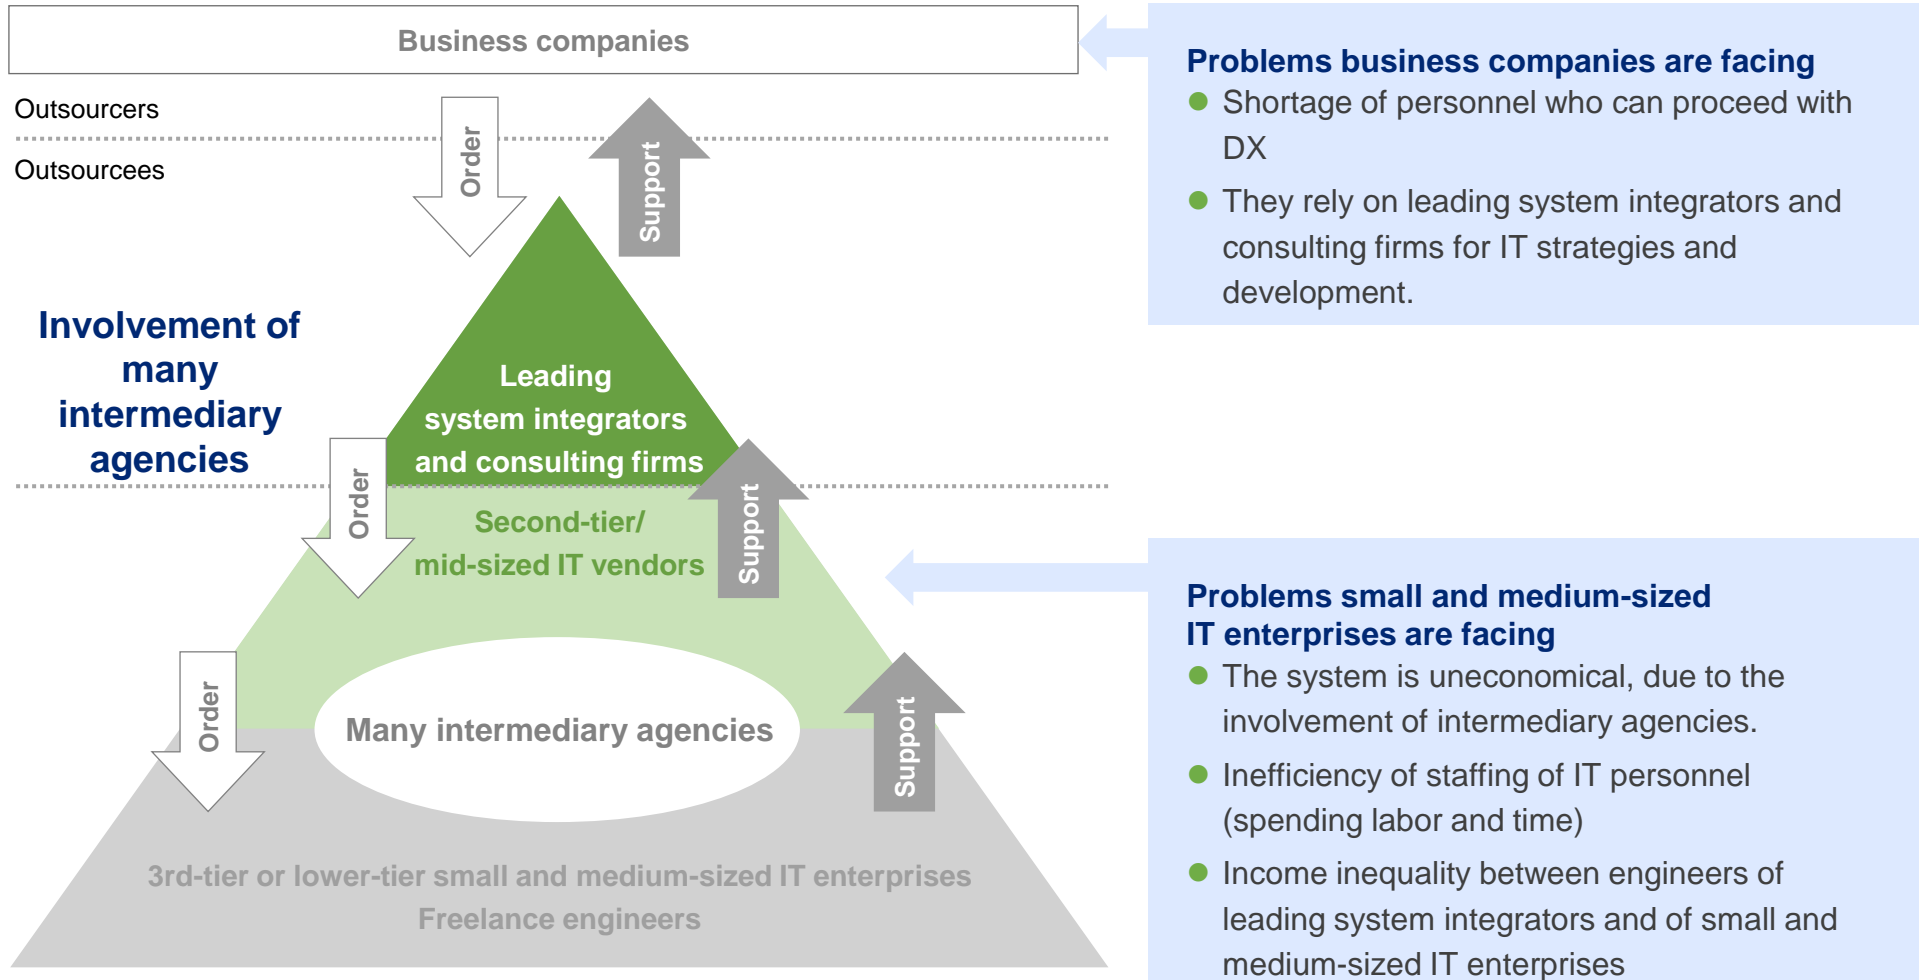 Business companies
Outsourcers
Outsourcees
Order
Support
Involvement of
many
intermediary
agencies
Leading
system integrators
and consulting firms
Order
Support
Second-tier/
mid-sized IT vendors
Order
Support
Many intermediary agencies
3rd-tier or lower-tier small and medium-sized IT enterprises
Freelance engineers
Problems business companies are facing
● Shortage of personnel who can proceed with
DX
● They rely on leading system integrators and
consulting firms for IT strategies and
development.
Problems small and medium-sized
IT enterprises are facing
● The system is uneconomical, due to the
involvement of intermediary agencies.
● Inefficiency of staffing of IT personnel
(spending labor and time)
● Income inequality between engineers of
leading system integrators and of small and
medium-sized IT enterprises